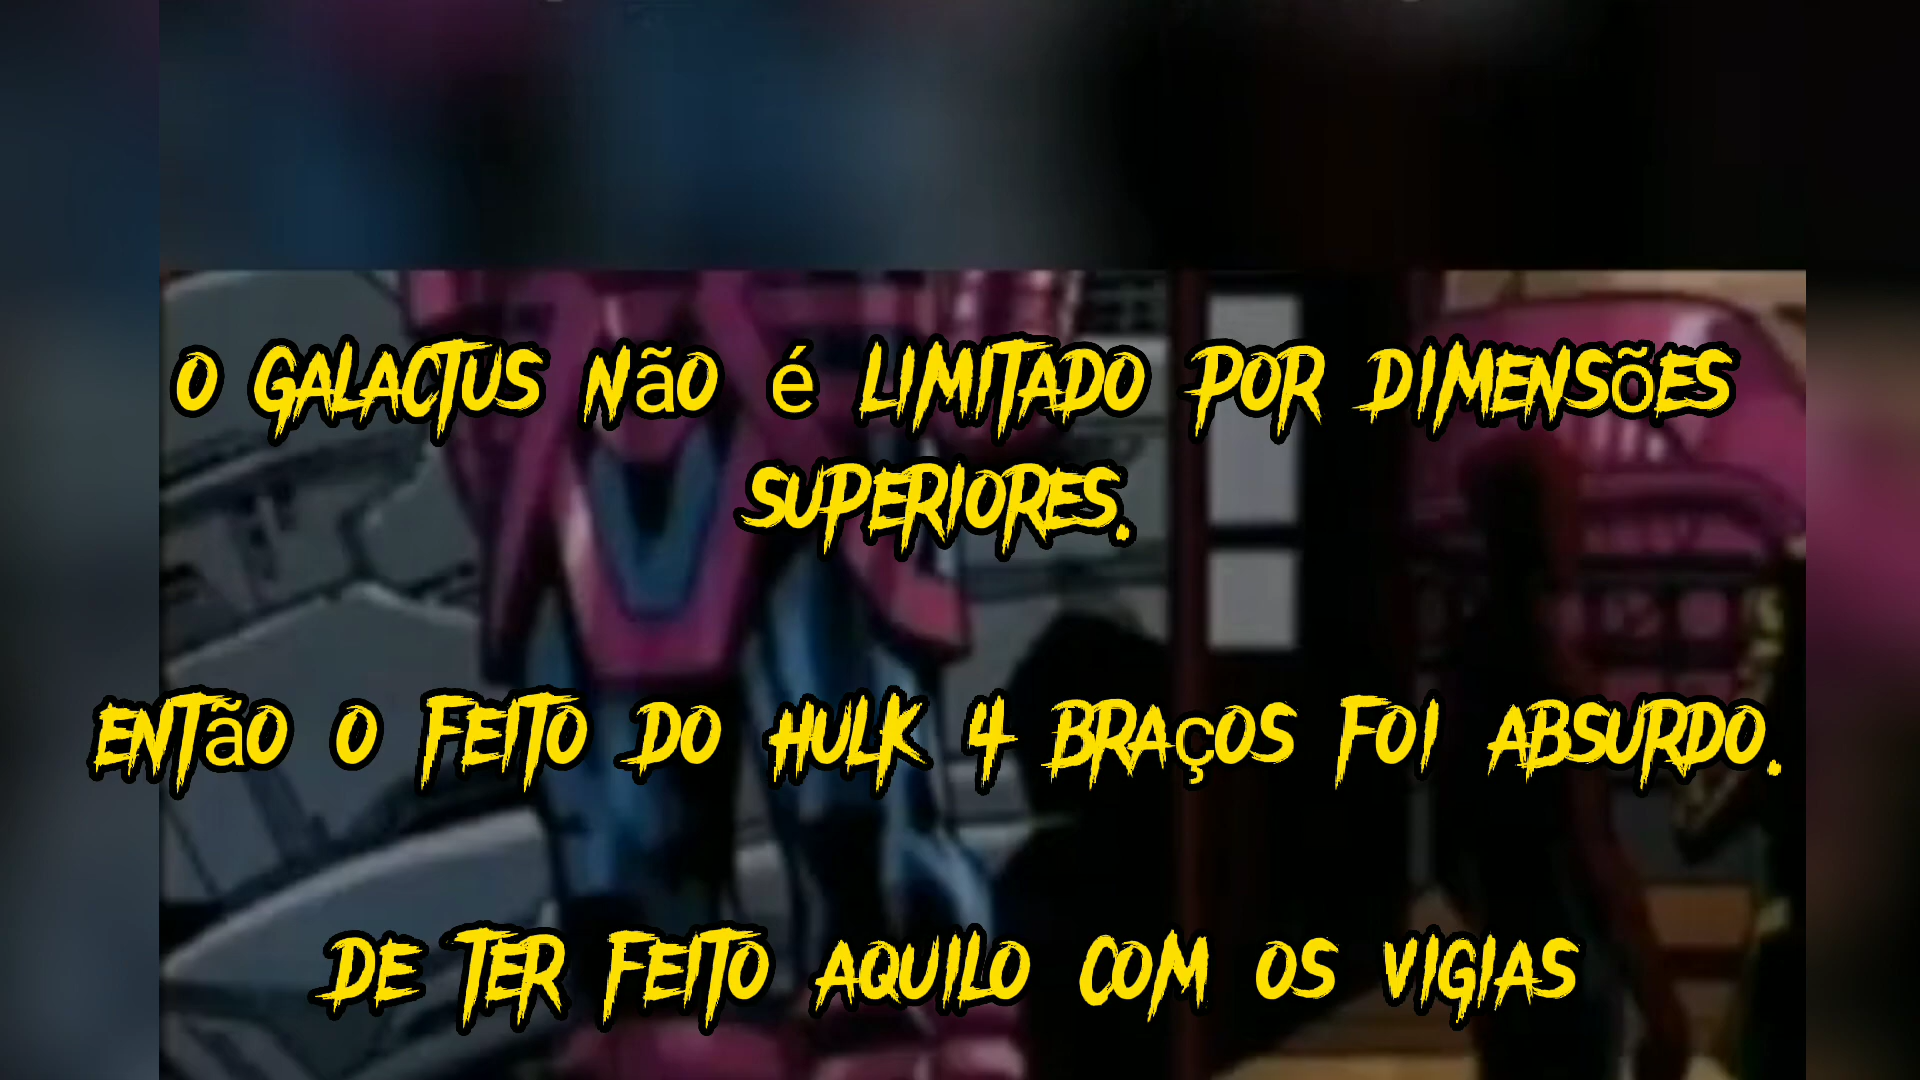 O GALACTUS NãO é LIMITADO POR DIMENSõES
SUPERIORES.
ENTãO O FEITO DO HULK 4 BRAçOS FOI ABSURDO.
DE TER FEITO AQUILO COM OS VIGIAS